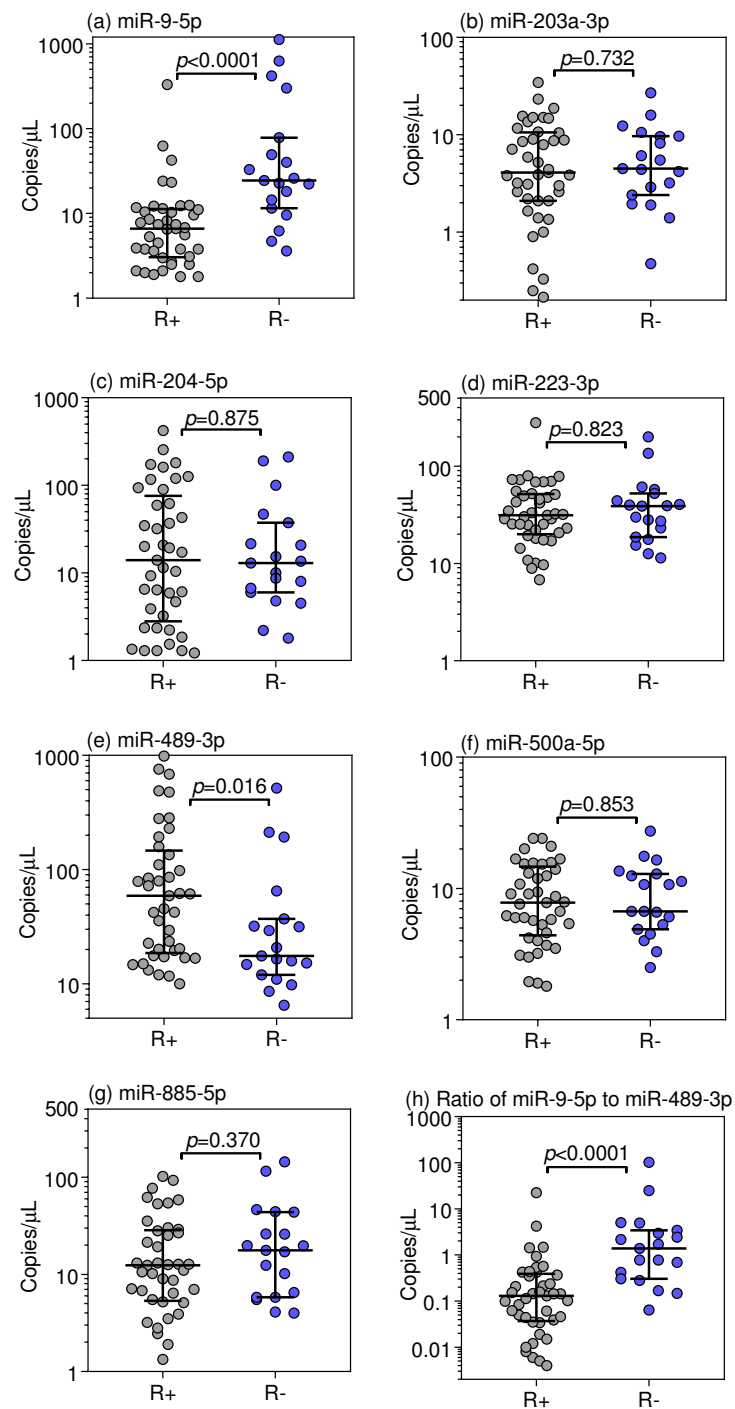 (a) miR-9-5p
1000
100
10
1
Copies/μL
p<0.0001
R+
R-
(b) miR-203a-3p
100
10
1
Copies/μL
p=0.732
R+
R-
(c) miR-204-5p
1000
100
10
1
Copies/μL
p=0.875
R+
R-
(d) miR-223-3p
500
100
10
1
Copies/μL
p=0.823
R+
R-
(e) miR-489-3p
1000
100
10
Copies/μL
p=0.016
R+
R-
(f) miR-500a-5p
100
10
1
Copies/μL
p=0.853
R+
R-
(g) miR-885-5p
500
100
10
1
Copies/μL
p=0.370
R+
R-
(h) Ratio of miR-9-5p to miR-489-3p
1000
100
10
1
0.1
0.01
Copies/μL
p<0.0001
R+
R-